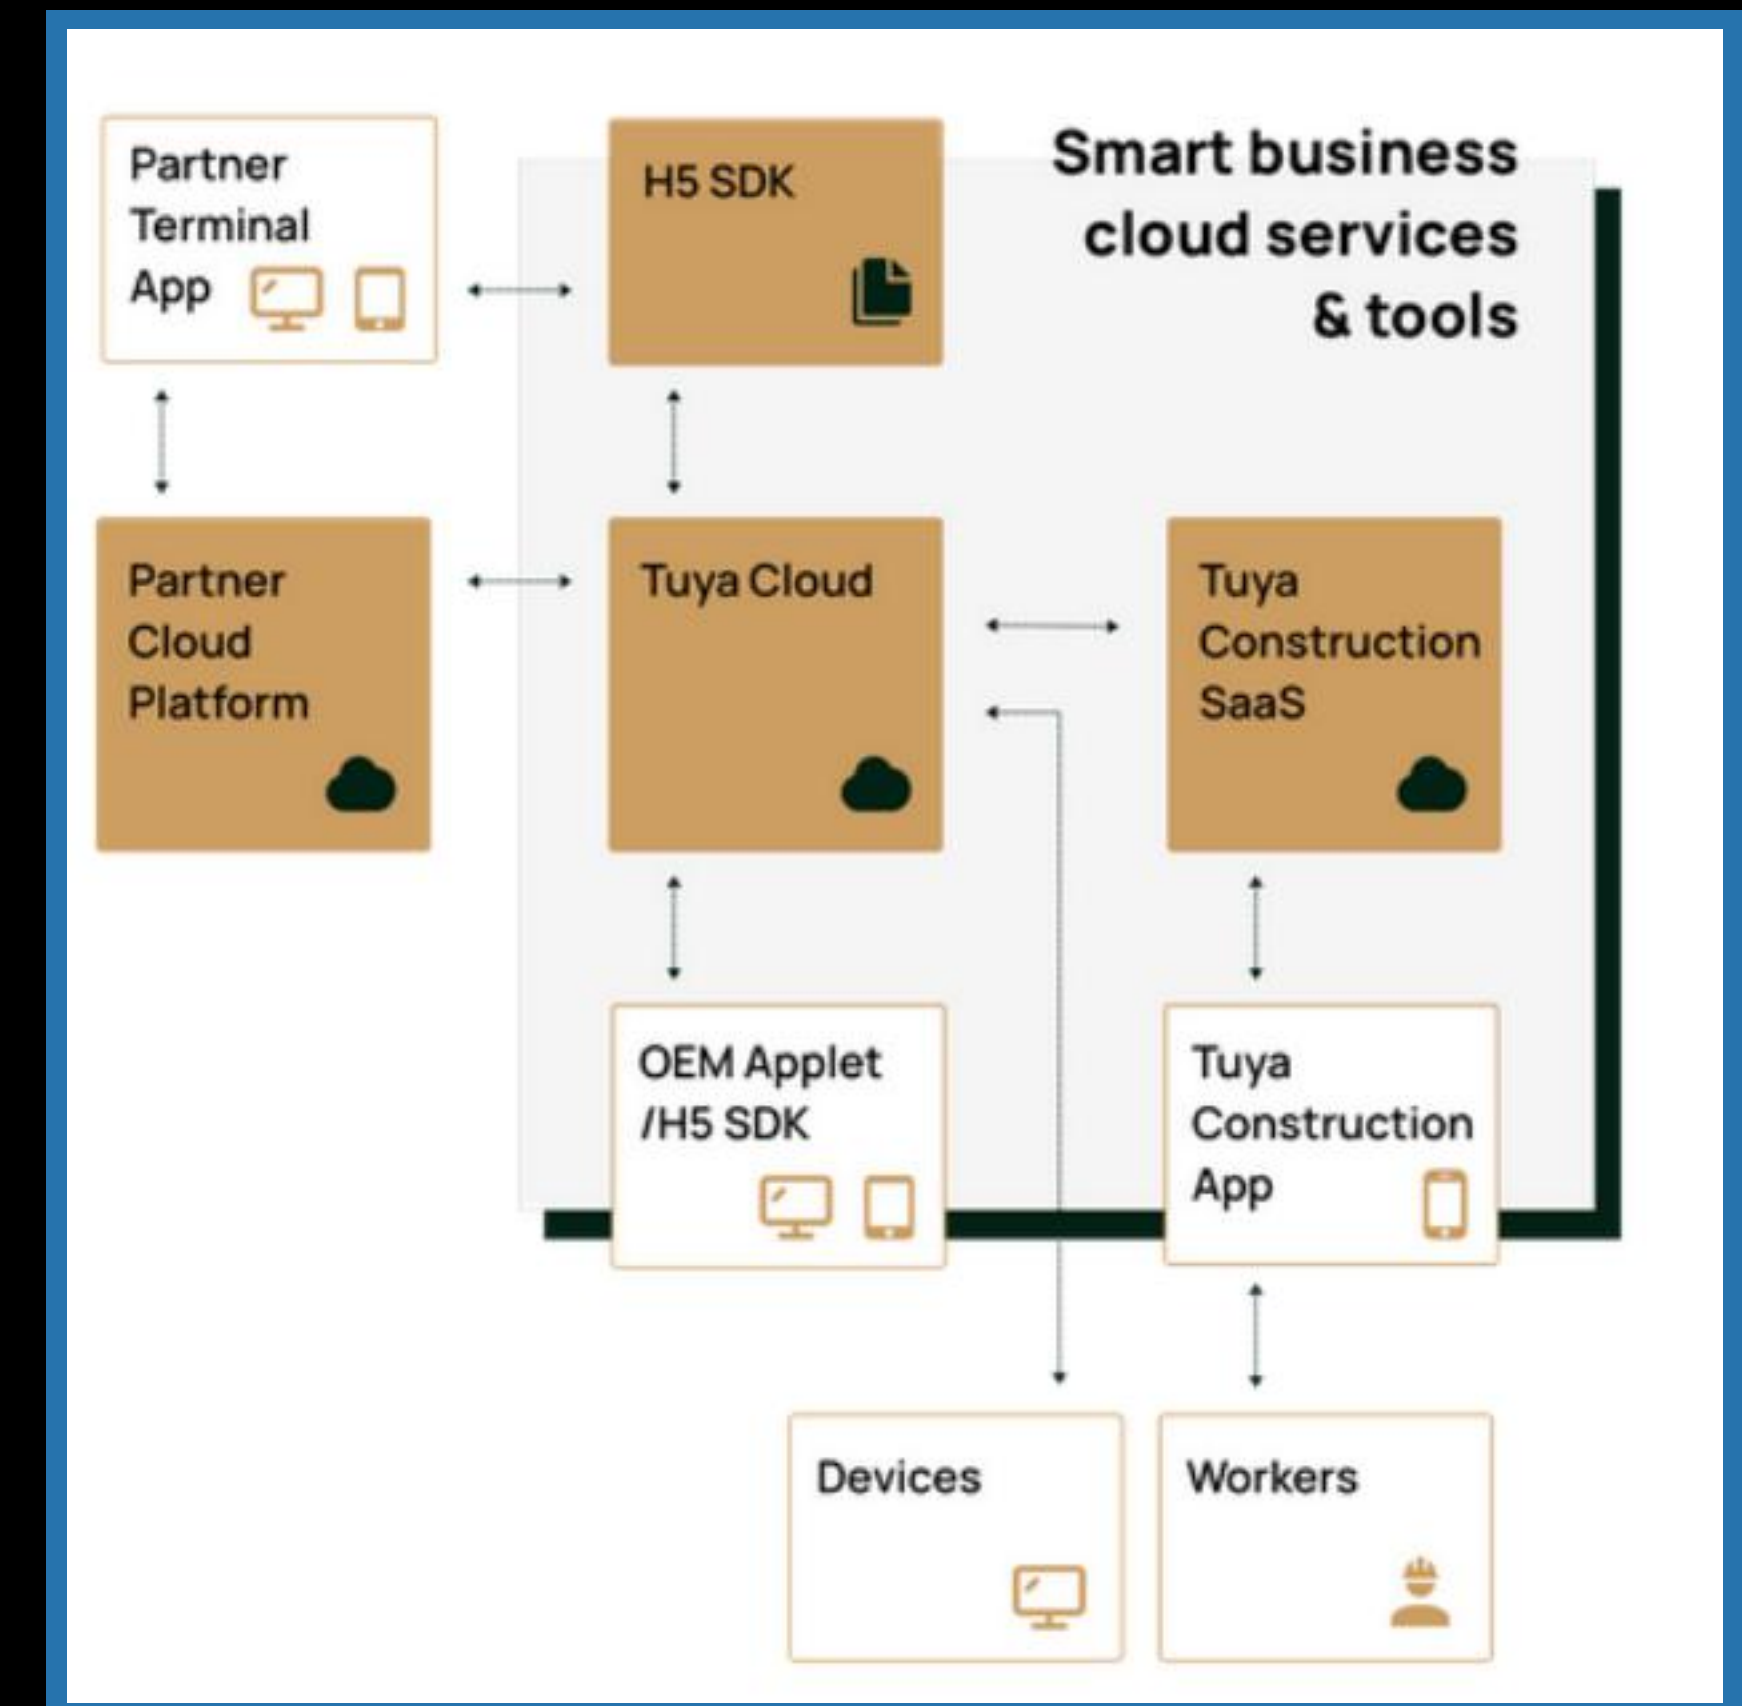 Partner
Terminal
App
H5 SDK
Smart business
cloud services
& tools
Partner
Cloud
Platform
Tuya Cloud
Tuya
Construction
SaaS
OEM Applet
/H5 SDK
Tuya
Construction
App
Devices
Workers